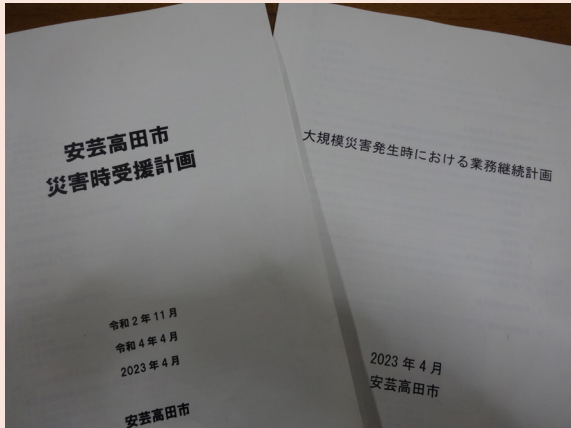 安芸高田市
災害時受援計画
令和2年11月
令和4年4月
2023年4月
安芸高田市
大規模災害発生時における業務継続計画
2023年4月
安芸高田市